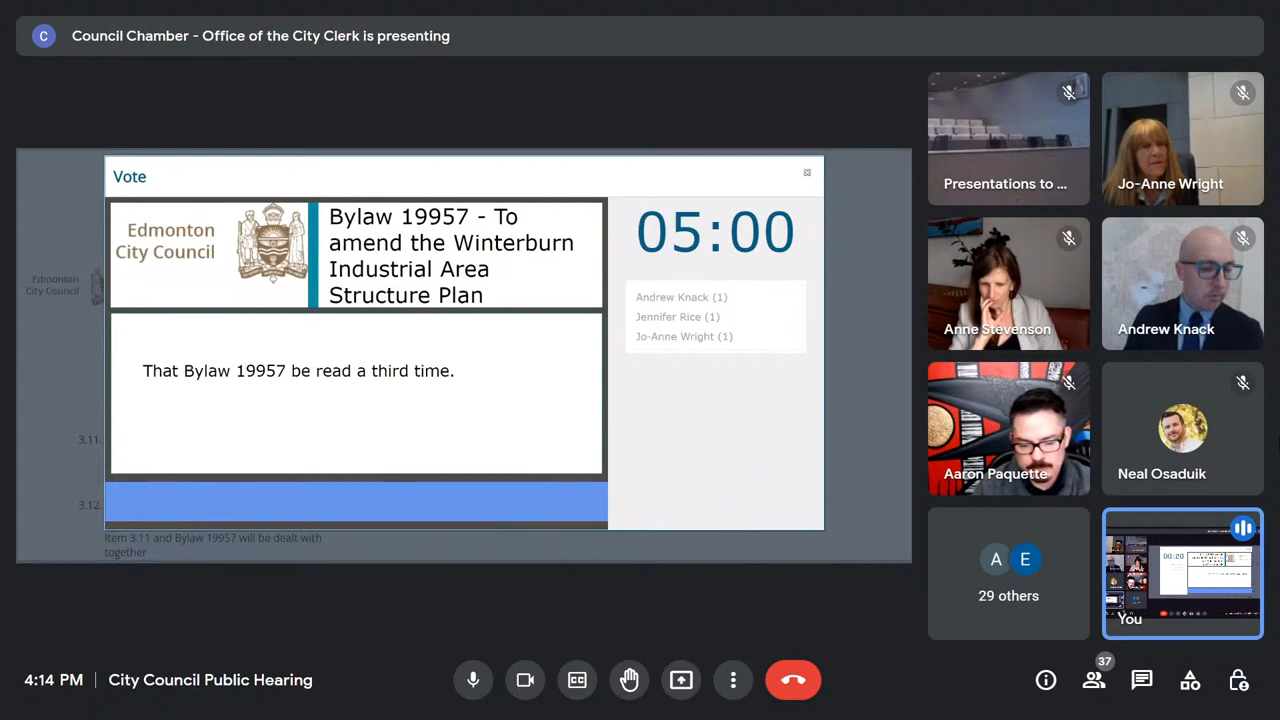 C
Council Chamber - Office of the City Clerk is presenting
Vote
Edmonton
City Council
Bylaw 19957 - To
amend the Winterburn
Industrial Area
Structure Plan
That Bylaw 19957 be read a third time.
05:00
Andrew Knack (1)
Jennifer Rice (1)
Jo-Anne Wright (1)
Edmonton
City Council
3.11.
3.12.
Item 3.11 and Bylaw 19957 will be dealt with
together
Presentations to ...
Jo-Anne Wright
Anne Stevenson
Andrew Knack
Aaron Paquette
Neal Osaduik
A
E
29 others
00:20
You
4:14 PM
City Council Public Hearing
37